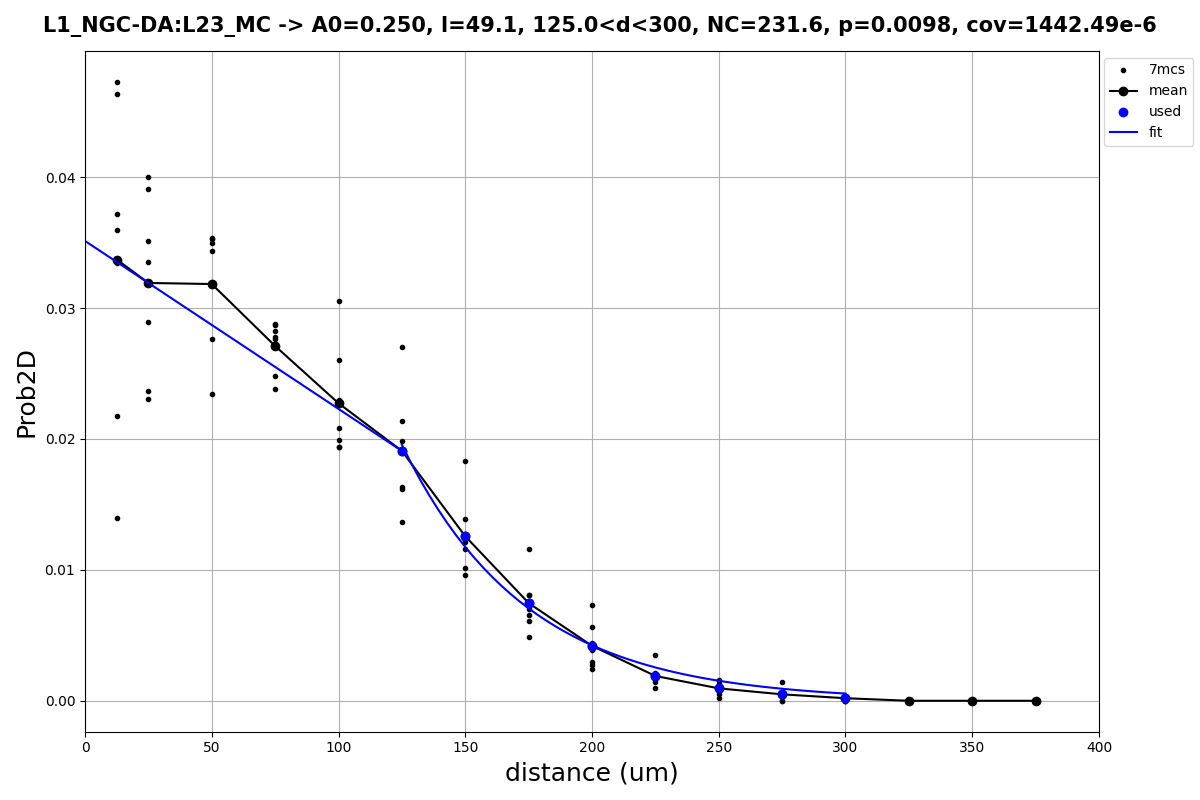 L1_NGC-DA:L23_MC -> A0=0.250, l=49.1, 125.0<d<300, NC=231.6, p=0.0098, cov=1442.49e-6
7mcs
mean
used
fit
Prob2D
0.04
0.03
0.02
0.01
0.00
0 50 100 150 200 250 300 350 400
distance (um)